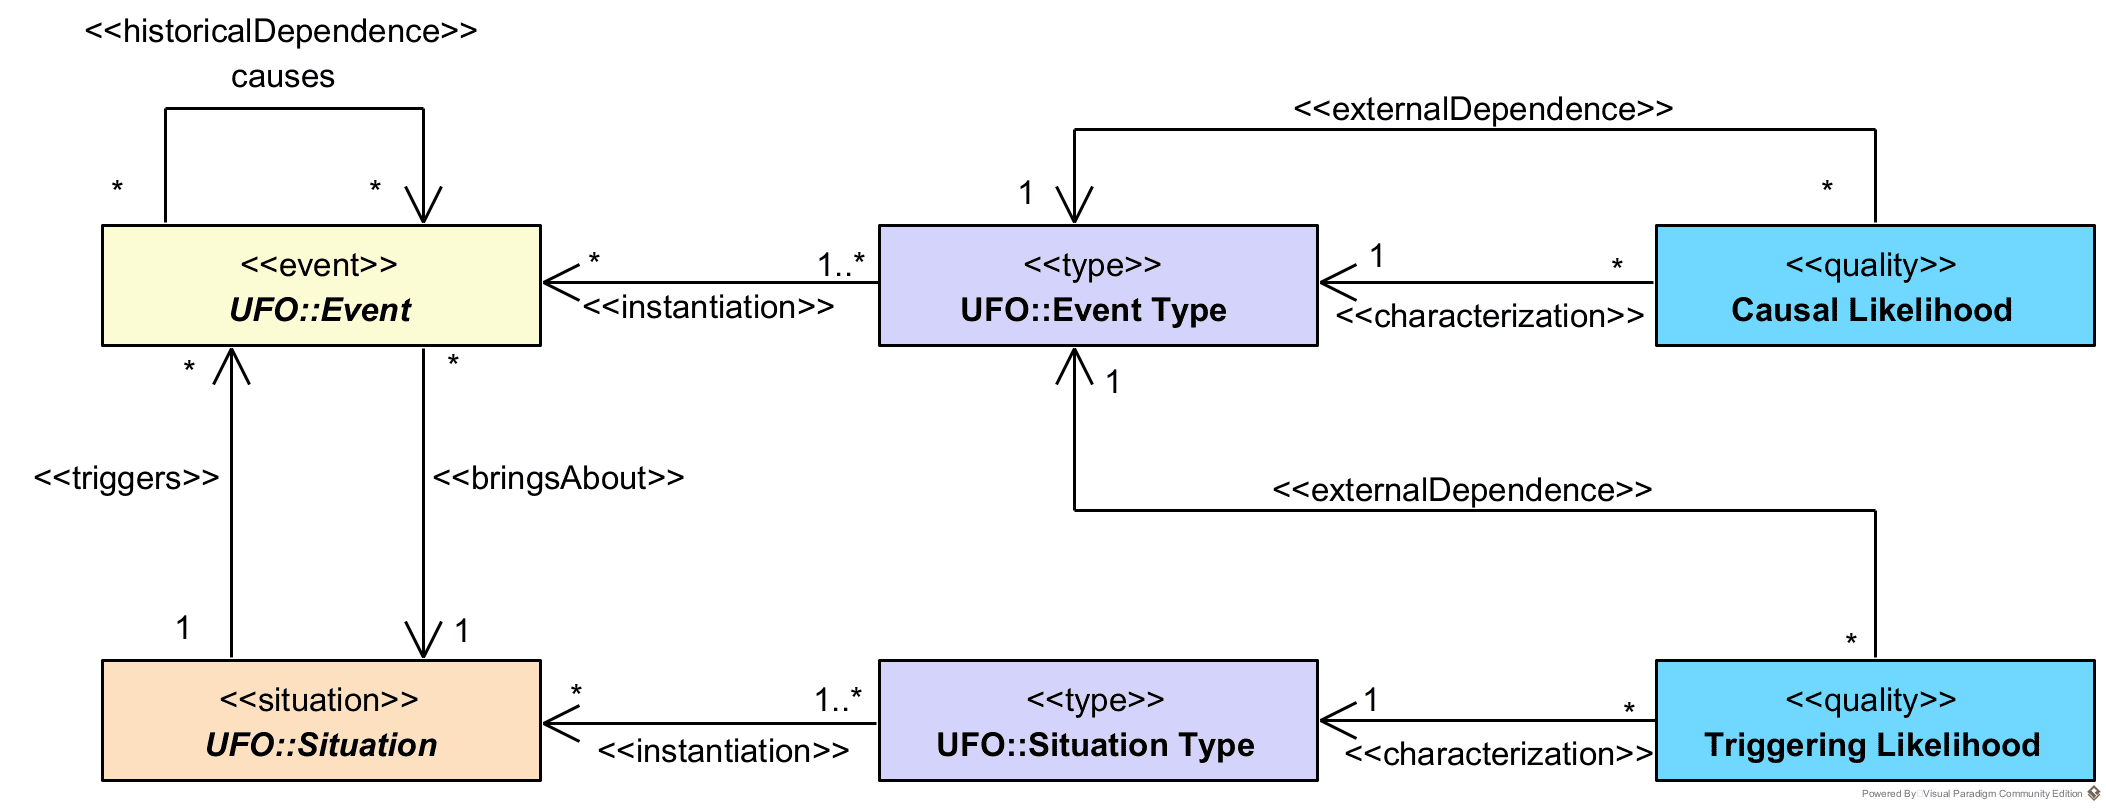 <<historicalDependence>>
causes
<<externalDependence>>
*
*
1
*
<<event>>
UFO::Event
*
1..*
<<instantiation>>
<<type>>
UFO::Event Type
1
*
<<characterization>>
<<quality>>
Causal Likelihood
*
*
1
<<triggers>>
<<bringsAbout>>
<<externalDependence>>
1
1
*
<<situation>>
UFO::Situation
*
1..*
<<instantiation>>
<<type>>
UFO::Situation Type
1
*
<<characterization>>
<<quality>>
Triggering Likelihood
Powered By Visual Paradigm Community Edition